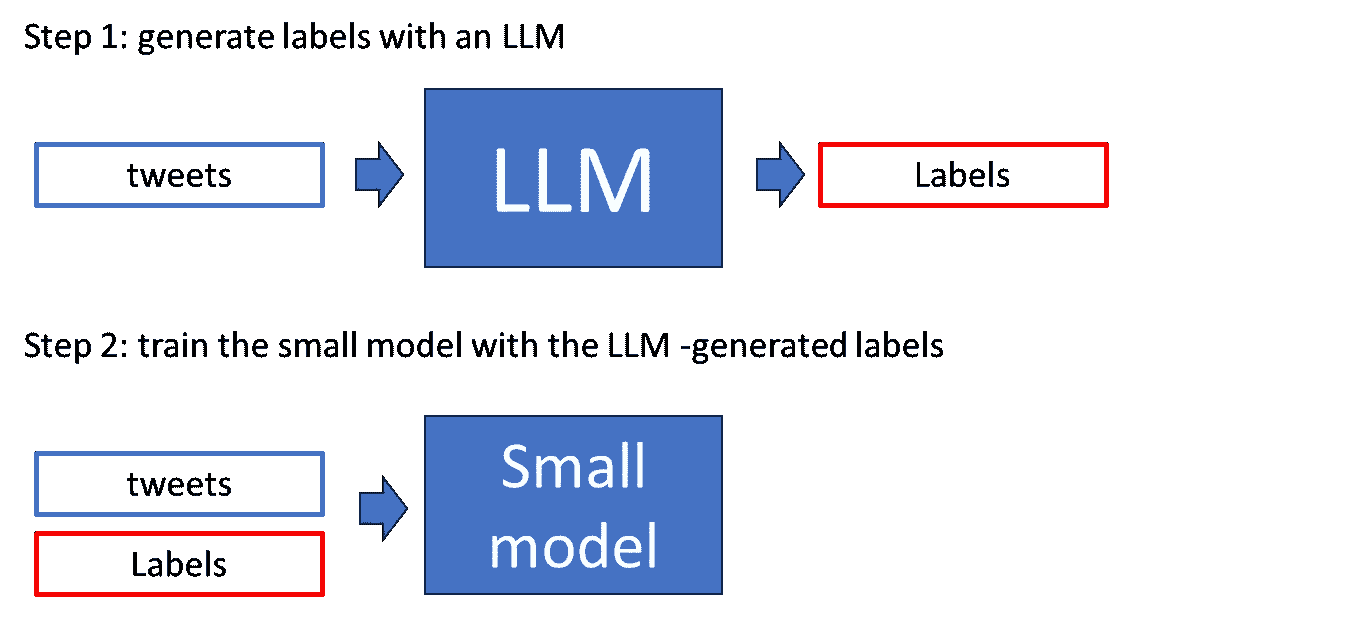 Step 1: generate labels with an LLM
tweets
LLM
Labels
Step 2: train the small model with the LLM -generated labels
tweets
Labels
Small
model